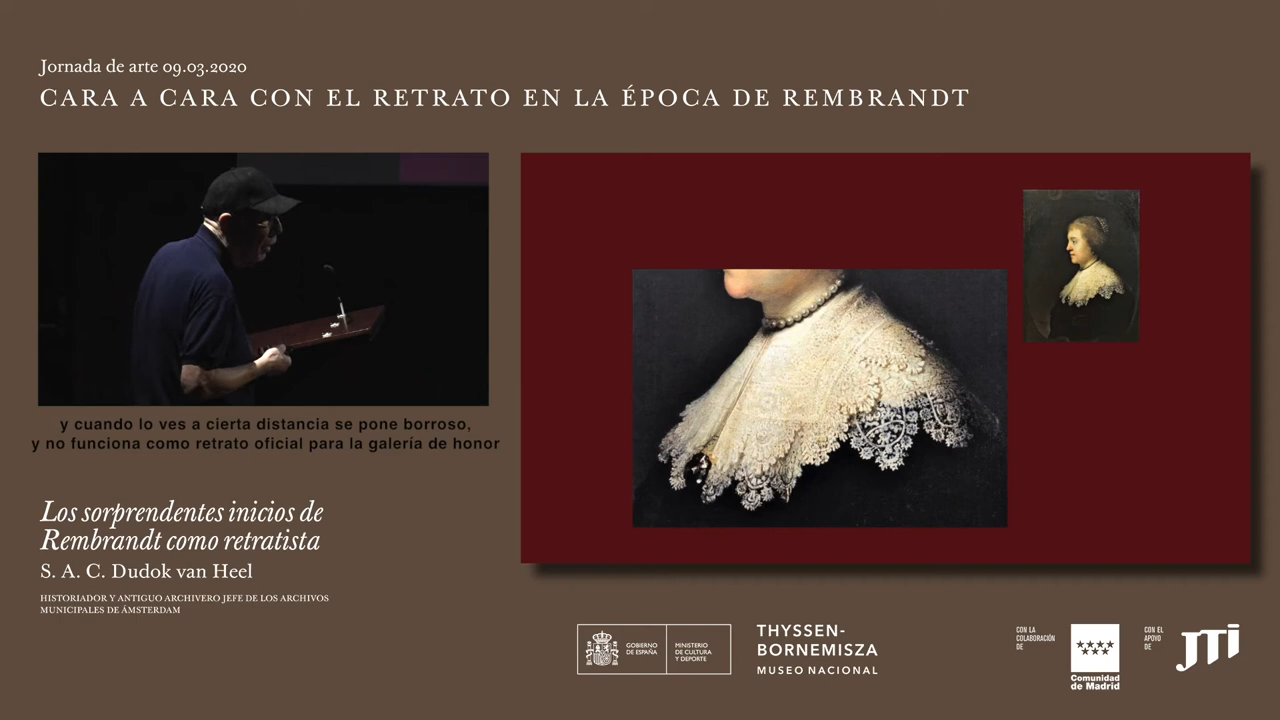 Jornada de arte 09.03.2020
CARA A CARA CON EL RETRATO EN LA ÉPOCA DE REMBRANDT
y cuando lo ves a cierta distancia se pone borroso,
y no funciona como retrato oficial para la galería de honor
Los sorprendentes inicios de
Rembrandt como retratista
S. A. C. Dudok van Heel
HISTORIADOR Y ANTIGUO ARCHIVERO JEFE DE LOS ARCHIVOS
MUNICIPALES DE ÁMSTERDAM
GOBIERNO
DE ESPAÑA
MINISTERIO
DE CULTURA
Y DEPORTE
THYSSEN-
BORNEMISZA
MUSEO NACIONAL
CON LA
COLABORACIÓN
DE
Comunidad
de Madrid
CON EL
APOYO
DE
JTi